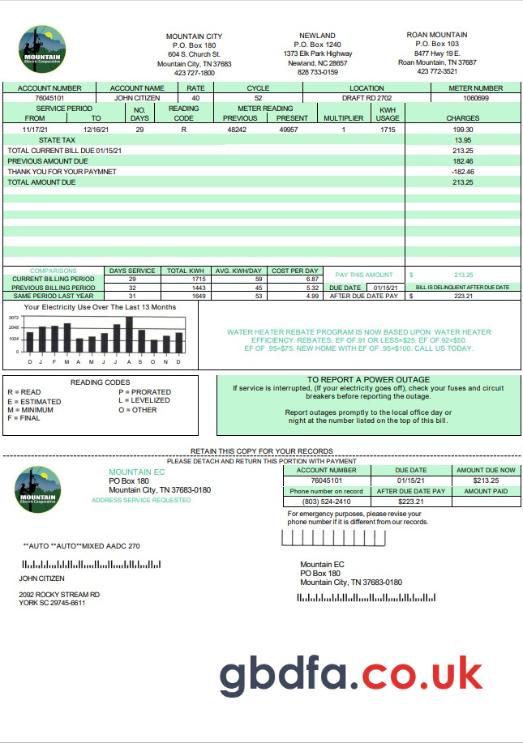 MOUNTAIN
MOUNTAIN CITY
P.O. Box 180
604 S. Church St.
Mountain City, TN 37683
423 727-1800
NEWLAND
P.O. Box 1240
1373 Elk Park Highway
Newland, NC 28657
828 733-0159
ROAN MOUNTAIN
P.O. Box 103
8477 Hwy 19 E.
Roan Mountain, TN 37687
423 772-3521
ACCOUNT NUMBER ACCOUNT NAME RATE CYCLE LOCATION METER NUMBER
76045101 JOHN CITIZEN 40 52 DRAFT RD 2702 1060699
SERVICE PERIOD NO. READING METER READING KWH
FROM TO DAYS CODE PREVIOUS PRESENT MULTIPLIER USAGE CHARGES
11/17/21 12/16/21 29 R 48242 49957 1 1715 199.30
STATE TAX 13.95
TOTAL CURRENT BILL DUE 01/15/21 213.25
PREVIOUS AMOUNT DUE 182.46
THANK YOU FOR YOUR PAYMNET -182.46
TOTAL AMOUNT DUE 213.25
COMPARISONS DAYS SERVICE TOTAL KWH AVG. KWH/DAY COST PER DAY
CURRENT BILLING PERIOD 29 1715 59 6.87
PREVIOUS BILLING PERIOD 32 1443 45 5.32
SAME PERIOD LAST YEAR 31 1649 53 4.99
PAY THIS AMOUNT $ 213.25
DUE DATE 01/15/21 BILL IS DELINQUENT AFTER DUE DATE
AFTER DUE DATE PAY $ 223.21
Your Electricity Use Over The Last 13 Months
3072
2048
1024
0
D J F M A M J J A S O N D
WATER HEATER REBATE PROGRAM IS NOW BASED UPON WATER HEATER
EFFICIENCY. REBATES: EF OF.91 OR LESS=$25; EF OF.92<$50.
EF OF .95=$75. NEW HOME WITH EF OF .95=$100. CALL US TODAY.
READING CODES
R = READ
E = ESTIMATED
M = MINIMUM
F = FINAL
P = PRORATED
L = LEVELIZED
O = OTHER
TO REPORT A POWER OUTAGE
If service is interrupted, (If your electricity goes off), check your fuses and circuit
breakers before reporting the outage.
Report outages promptly to the local office day or
night at the number listed on the top of this bill.
RETAIN THIS COPY FOR YOUR RECORDS
PLEASE DETACH AND RETURN THIS PORTION WITH PAYMENT
MOUNTAIN
MOUNTAIN EC
PO Box 180
Mountain City, TN 37683-0180
ADDRESS SERVICE REQUESTED
ACCOUNT NUMBER DUE DATE AMOUNT DUE NOW
76045101 01/15/21 $213.25
Phone number on record AFTER DUE DATE PAY AMOUNT PAID
(803) 524-2410 $223.21
For emergency purposes, please revise your
phone number if it is different from our records.
**AUTO **AUTO**MIXED AADC 270
JOHN CITIZEN
2092 ROCKY STREAM RD
YORK SC 29745-6611
Mountain EC
PO Box 180
Mountain City, TN 37683-0180
gbdfa.co.uk